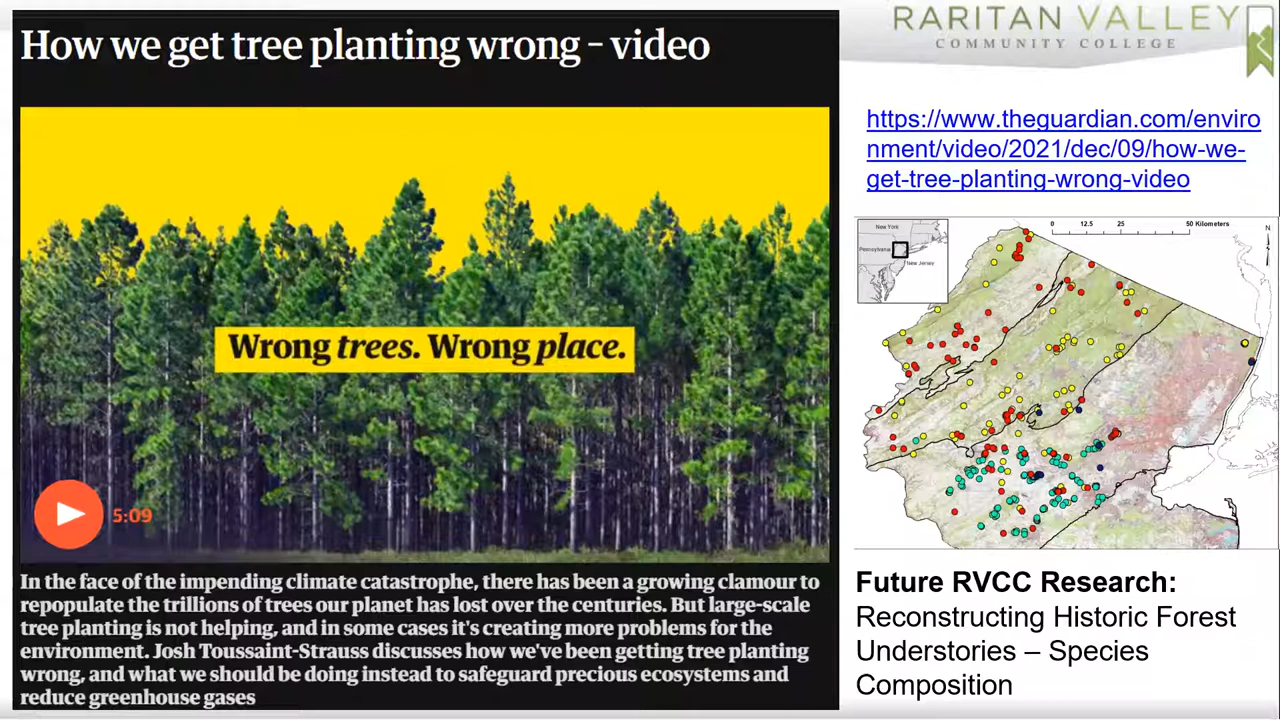 How we get tree planting wrong – video
Wrong trees. Wrong place.
5:09
In the face of the impending climate catastrophe, there has been a growing clamour to
repopulate the trillions of trees our planet has lost over the centuries. But large-scale
tree planting is not helping, and in some cases it's creating more problems for the
environment. Josh Toussaint-Strauss discusses how we've been getting tree planting
wrong, and what we should be doing instead to safeguard precious ecosystems and
reduce greenhouse gases
RARITAN VALLEY
COMMUNITY COLLEGE
https://www.theguardian.com/enviro
nment/video/2021/dec/09/how-we-
get-tree-planting-wrong-video
New York
Pennsylvania
New Jersey
0 12.5 25 50 Kilometers
N
Future RVCC Research:
Reconstructing Historic Forest
Understories – Species
Composition